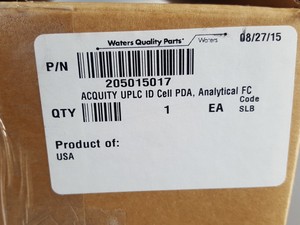 Waters Quality Parts Waters 08/27/15
P/N
205015017
ACQUITY UPLC ID Cell PDA, Analytical FC
QTY 1 EA Code
SLB
Product of:
USA